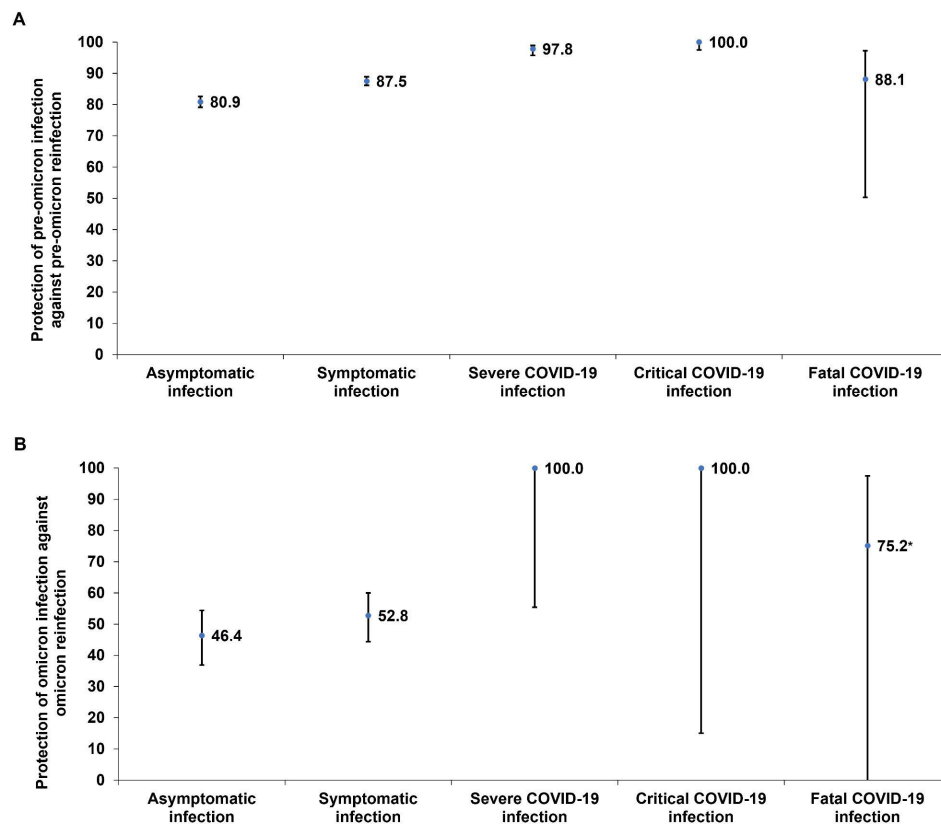 A
Protection of pre-omicron infection
against pre-omicron reinfection
100
90
80
70
60
50
40
30
20
10
0
80.9
87.5
97.8
100.0
88.1
Asymptomatic
infection
Symptomatic
infection
Severe COVID-19
infection
Critical COVID-19
infection
Fatal COVID-19
infection
B
Protection of omicron infection against
omicron reinfection
100
90
80
70
60
50
40
30
20
10
0
46.4
52.8
100.0
100.0
75.2*
Asymptomatic
infection
Symptomatic
infection
Severe COVID-19
infection
Critical COVID-19
infection
Fatal COVID-19
infection